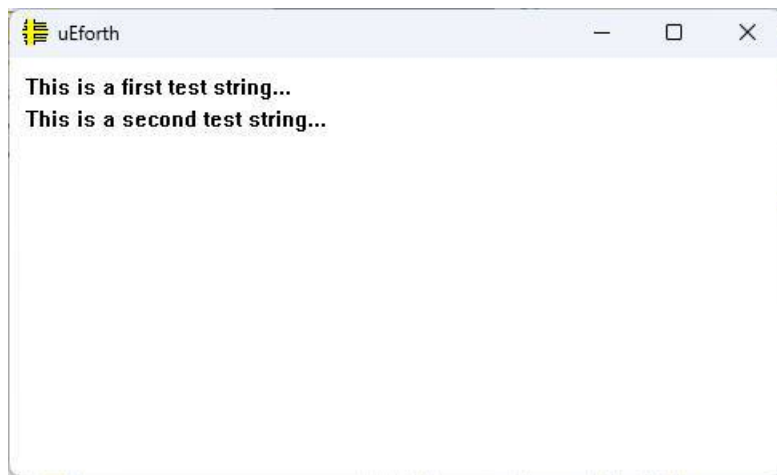 uEforth
This is a first test string...
This is a second test string...